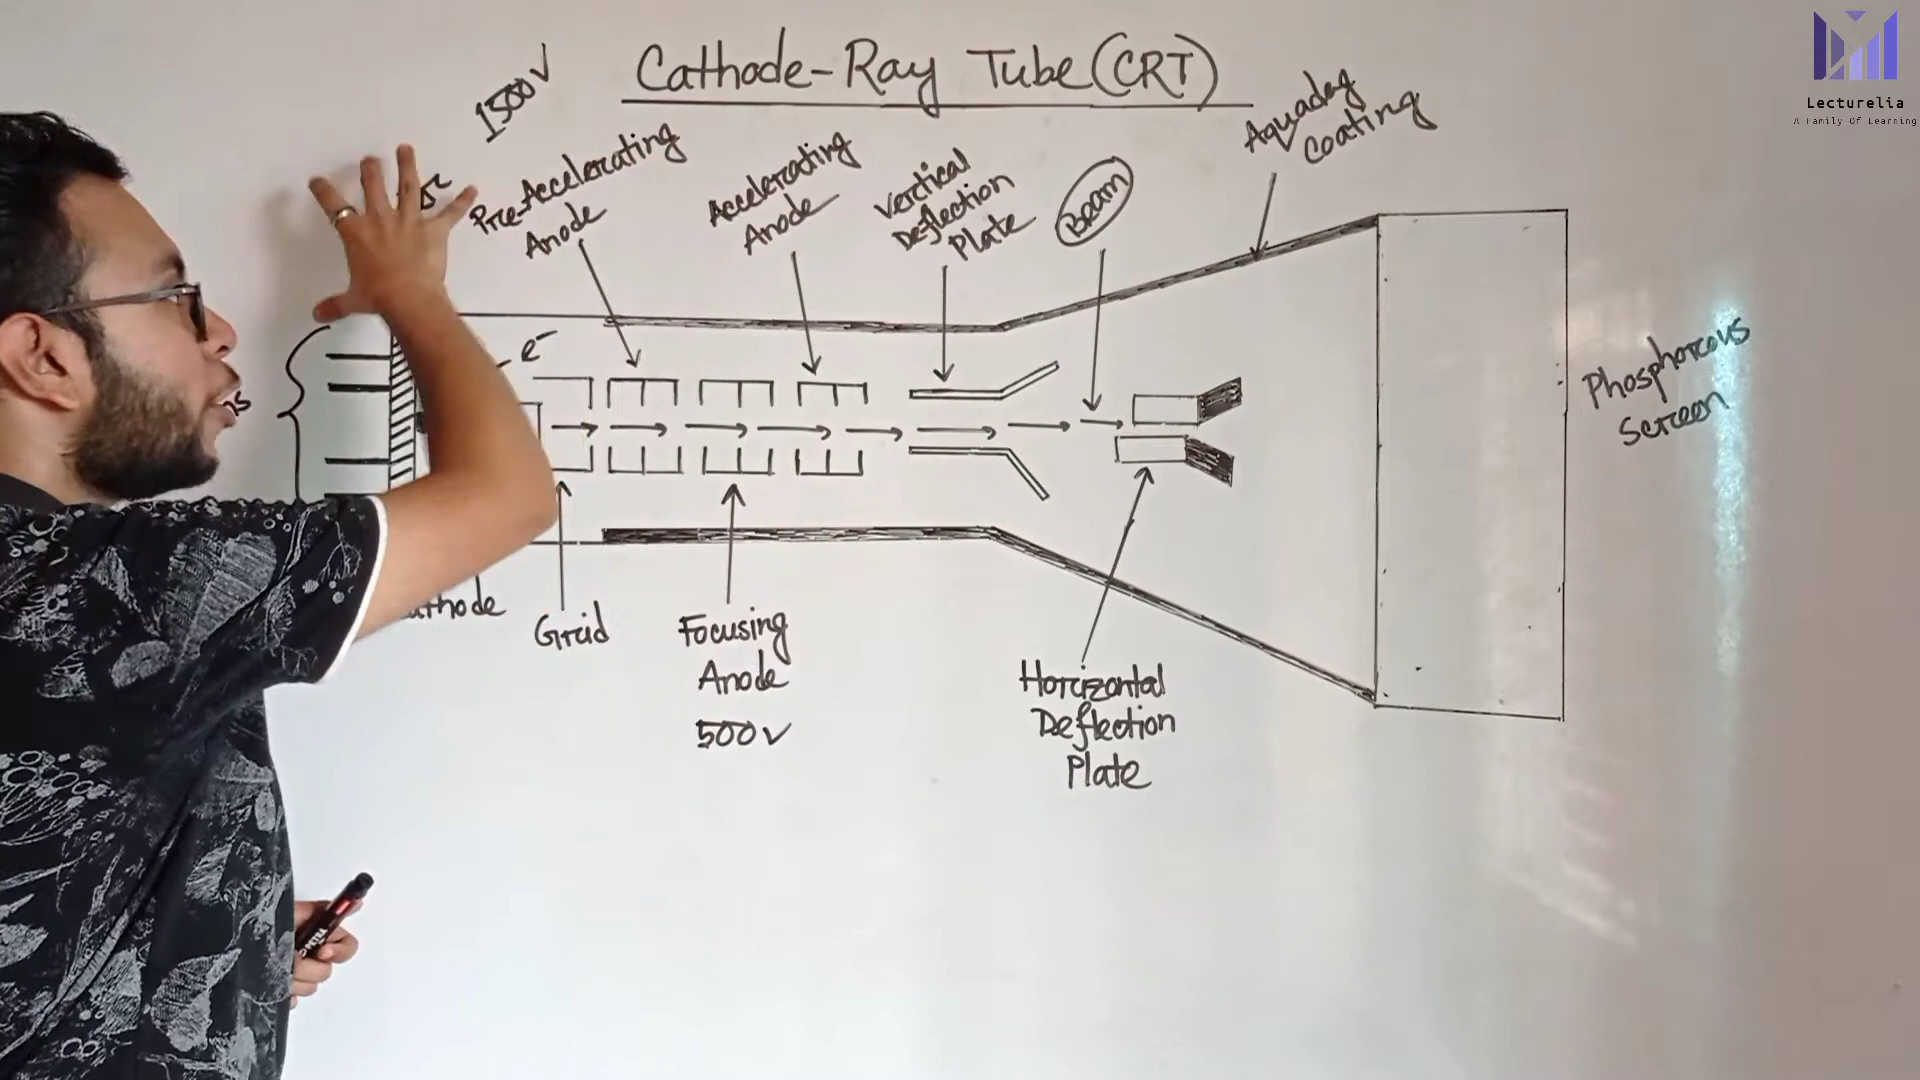 Cathode-Ray Tube (CRT)
1500V
Pre-Accelerating
Anode
Accelerating
Anode
Vertical
Deflection
Plate
Beam
Aquadag
Coating
Lecturelia
A Family Of Learning
e-
Phosphorous
Screen
Grid
Focusing
Anode
500V
Horizontal
Deflection
Plate